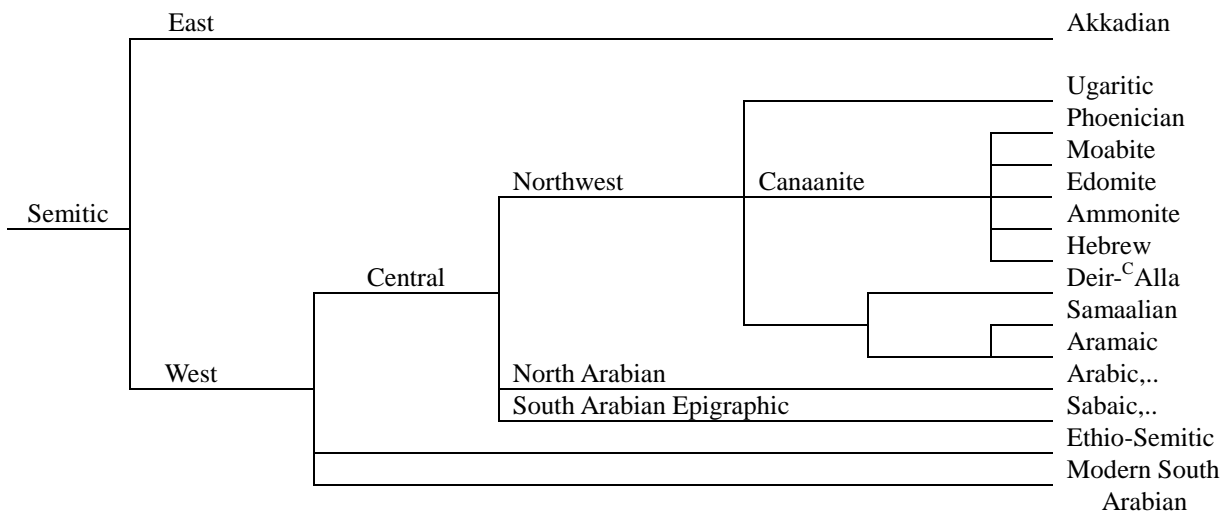 East
Akkadian
Ugaritic
Phoenician
Moabite
Northwest
Canaanite
Edomite
Semitic
Ammonite
Hebrew
Central
Deir-ᶜAlla
Samaalian
Aramaic
West
North Arabian
Arabic,..
South Arabian Epigraphic
Sabaic,..
Ethio-Semitic
Modern South
Arabian